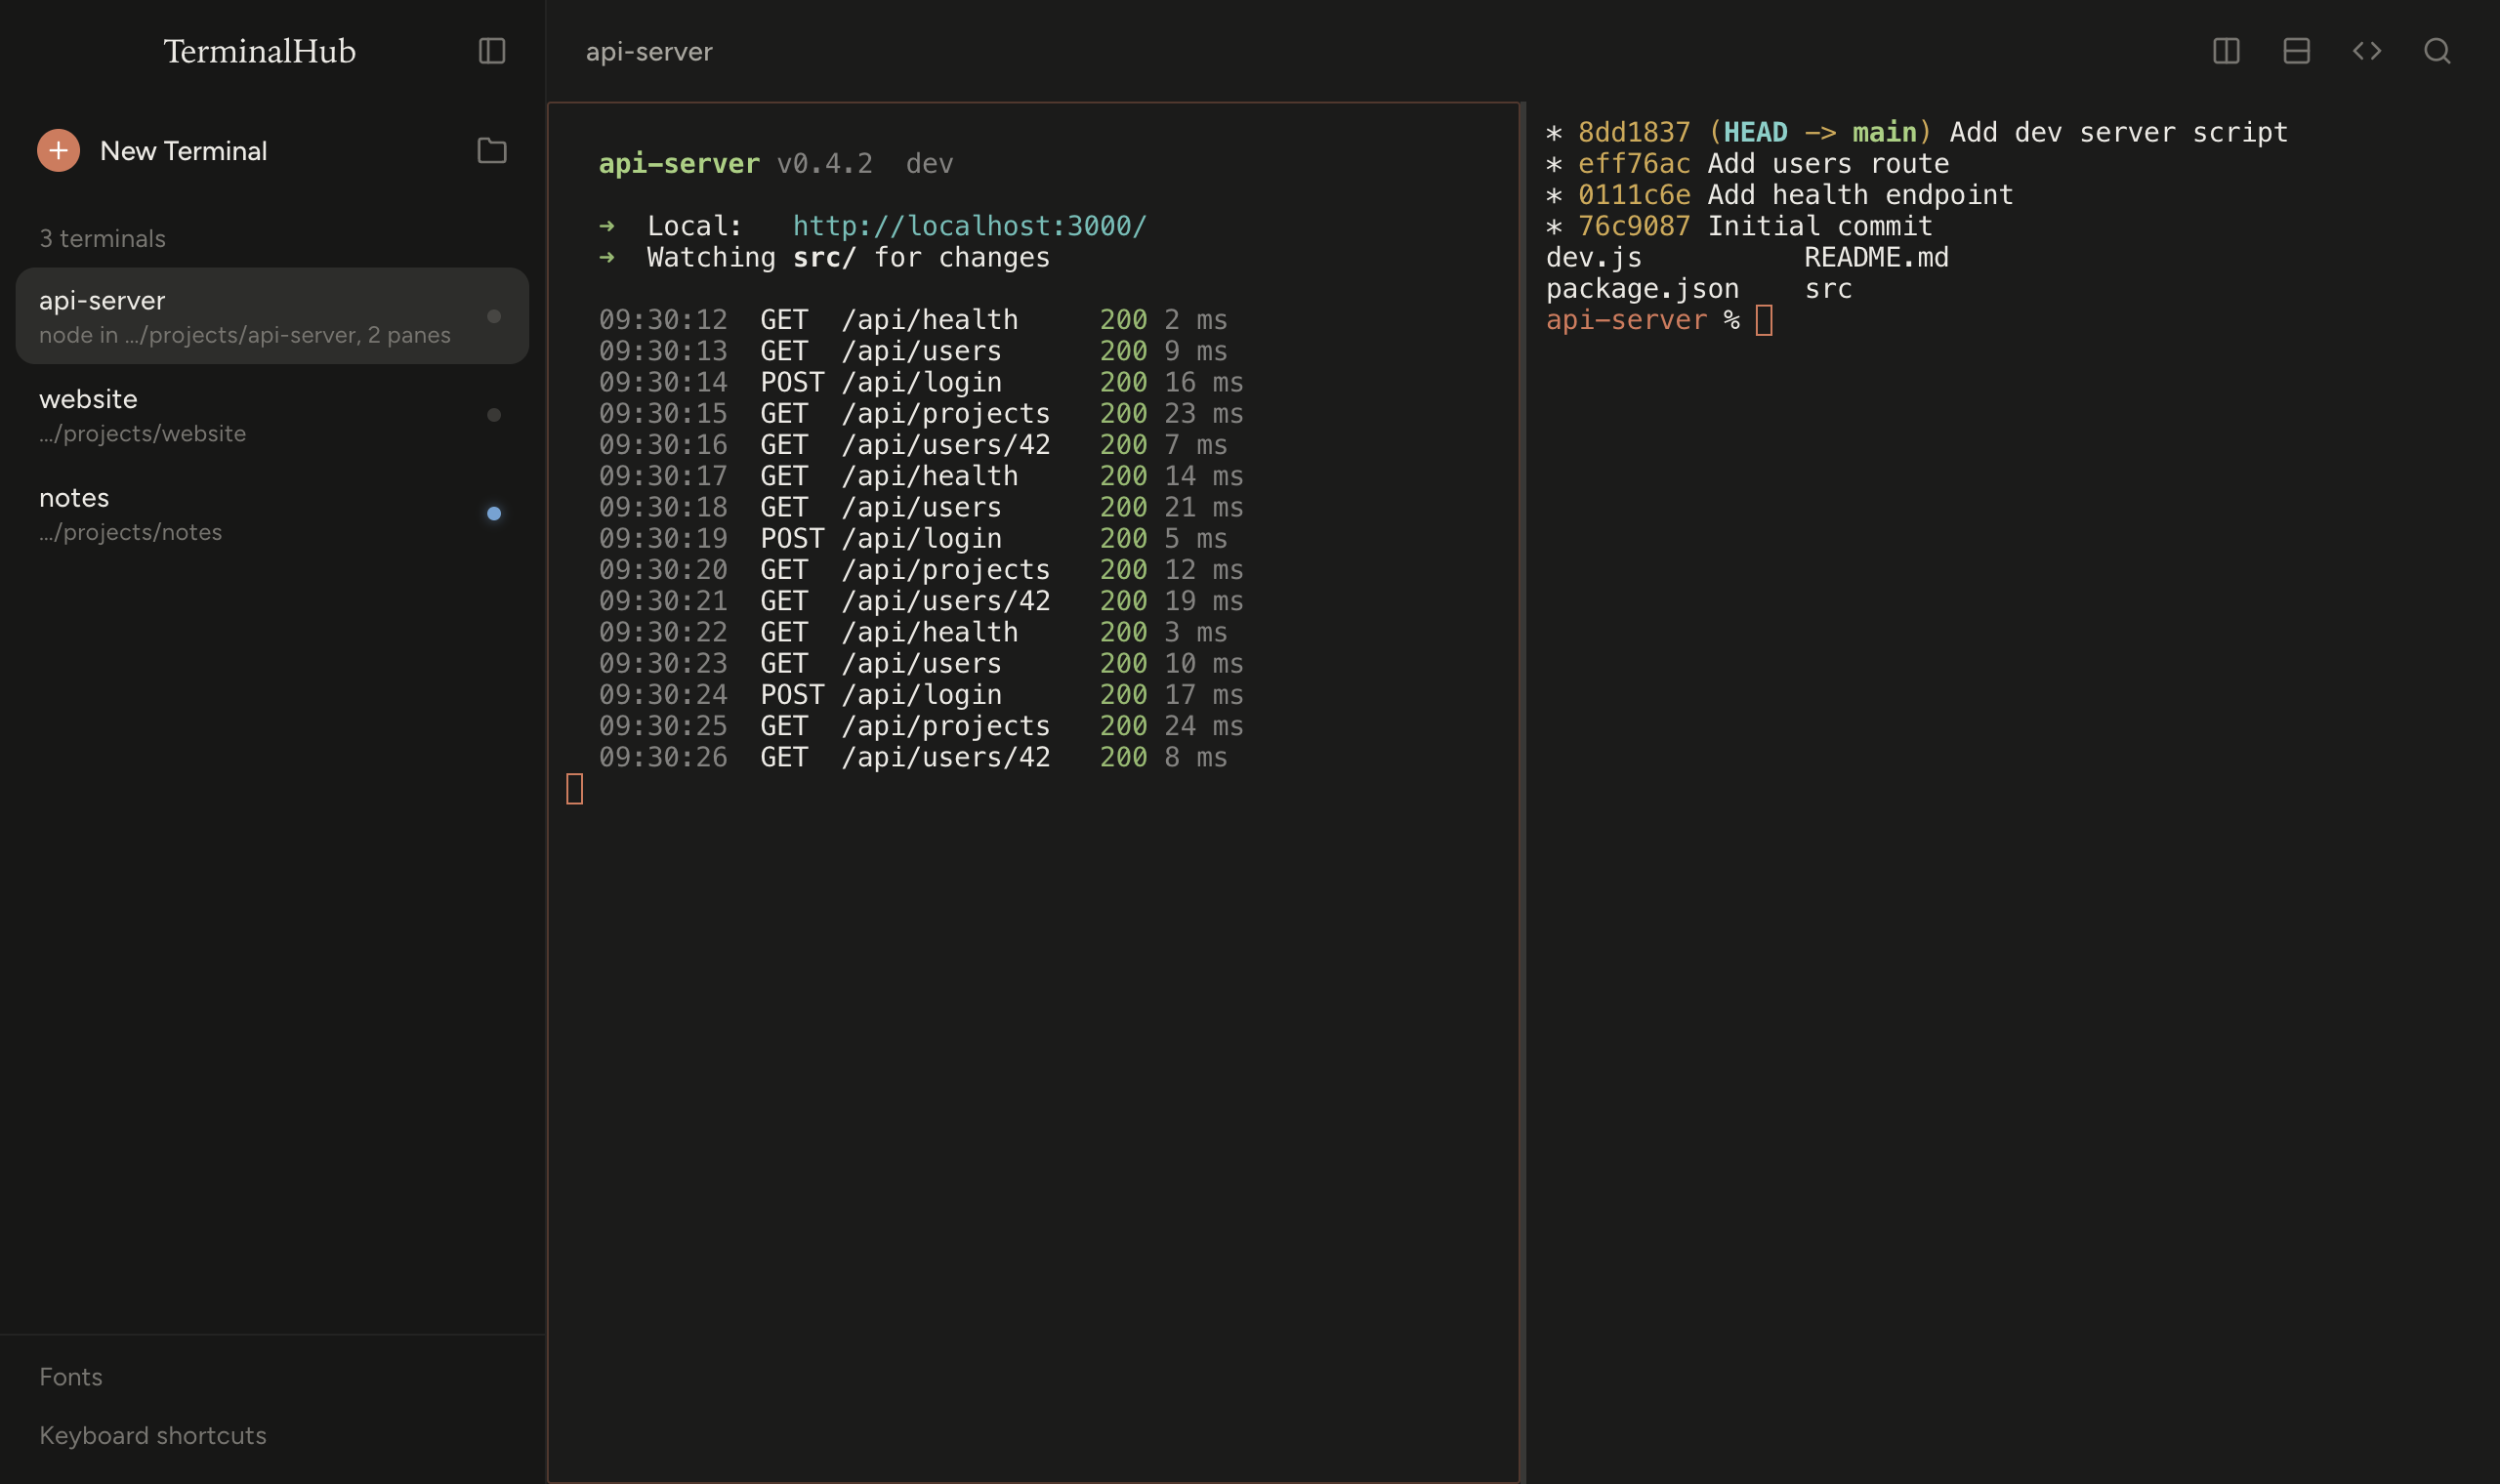 TerminalHub
New Terminal
3 terminals
api-server
node in .../projects/api-server, 2 panes
website
.../projects/website
notes
.../projects/notes
Fonts
Keyboard shortcuts
api-server
api-server v0.4.2  dev
➜  Local:   http://localhost:3000/
➜  Watching src/ for changes
09:30:12  GET  /api/health     200 2 ms
09:30:13  GET  /api/users      200 9 ms
09:30:14  POST /api/login      200 16 ms
09:30:15  GET  /api/projects   200 23 ms
09:30:16  GET  /api/users/42   200 7 ms
09:30:17  GET  /api/health     200 14 ms
09:30:18  GET  /api/users      200 21 ms
09:30:19  POST /api/login      200 5 ms
09:30:20  GET  /api/projects   200 12 ms
09:30:21  GET  /api/users/42   200 19 ms
09:30:22  GET  /api/health     200 3 ms
09:30:23  GET  /api/users      200 10 ms
09:30:24  POST /api/login      200 17 ms
09:30:25  GET  /api/projects   200 24 ms
09:30:26  GET  /api/users/42   200 8 ms
* 8dd1837 (HEAD -> main) Add dev server script
* eff76ac Add users route
* 0111c6e Add health endpoint
* 76c9087 Initial commit
dev.js          README.md
package.json    src
api-server %